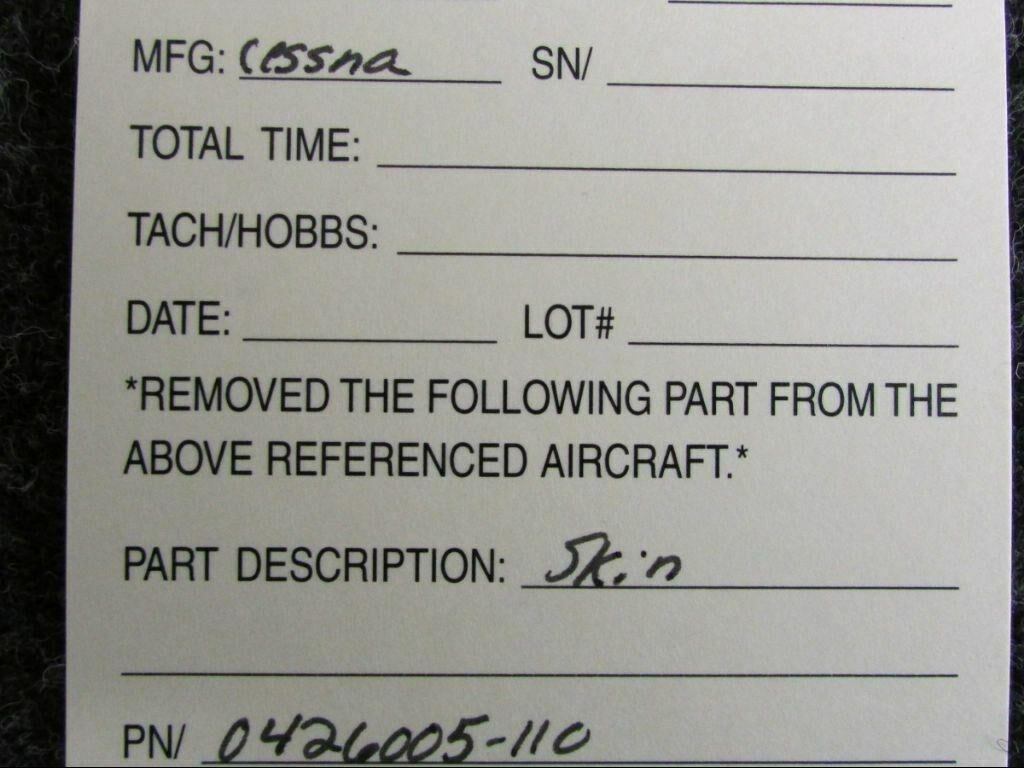 MFG: Cessna SN/
TOTAL TIME:
TACH/HOBBS:
DATE: LOT#
*REMOVED THE FOLLOWING PART FROM THE
ABOVE REFERENCED AIRCRAFT.*
PART DESCRIPTION: Skin
PN/ 0426005-110